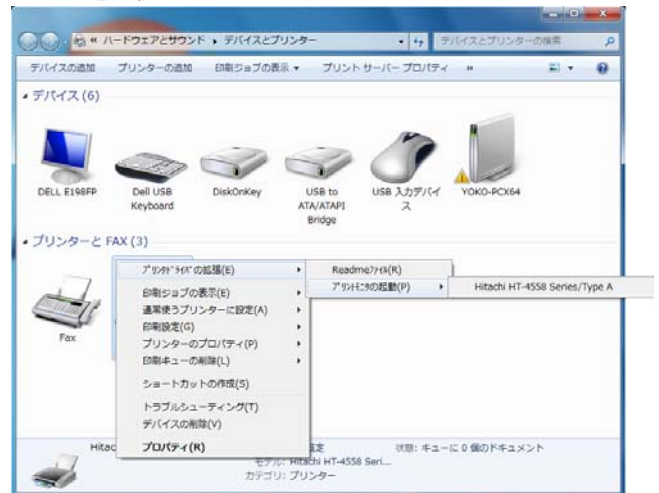 « ハードウェアとサウンド ▸ デバイスとプリンター
デバイスとプリンターの検索
デバイスの追加 プリンターの追加 印刷ジョブの表示 ▼ プリント サーバー プロパティ »
デバイス (6)
DELL E198FP
Dell USB
Keyboard
DiskOnKey
USB to
ATA/ATAPI
Bridge
USB 入力デバイ
ス
YOKO-PCX64
プリンターと FAX (3)
Fax
プリンタドライバの拡張(E)
印刷ジョブの表示(E)
通常使うプリンターに設定(A)
印刷設定(G)
プリンターのプロパティ(P)
印刷キューの削除(L)
ショートカットの作成(S)
トラブルシューティング(T)
デバイスの削除(V)
プロパティ(R)
Readmeファイル(R)
プリントモニタの起動(P)
Hitachi HT-4558 Series/Type A
Hitac
定
状態: キューに 0 個のドキュメント
モデル: Hitachi HT-4558 Seri...
カテゴリ: プリンター